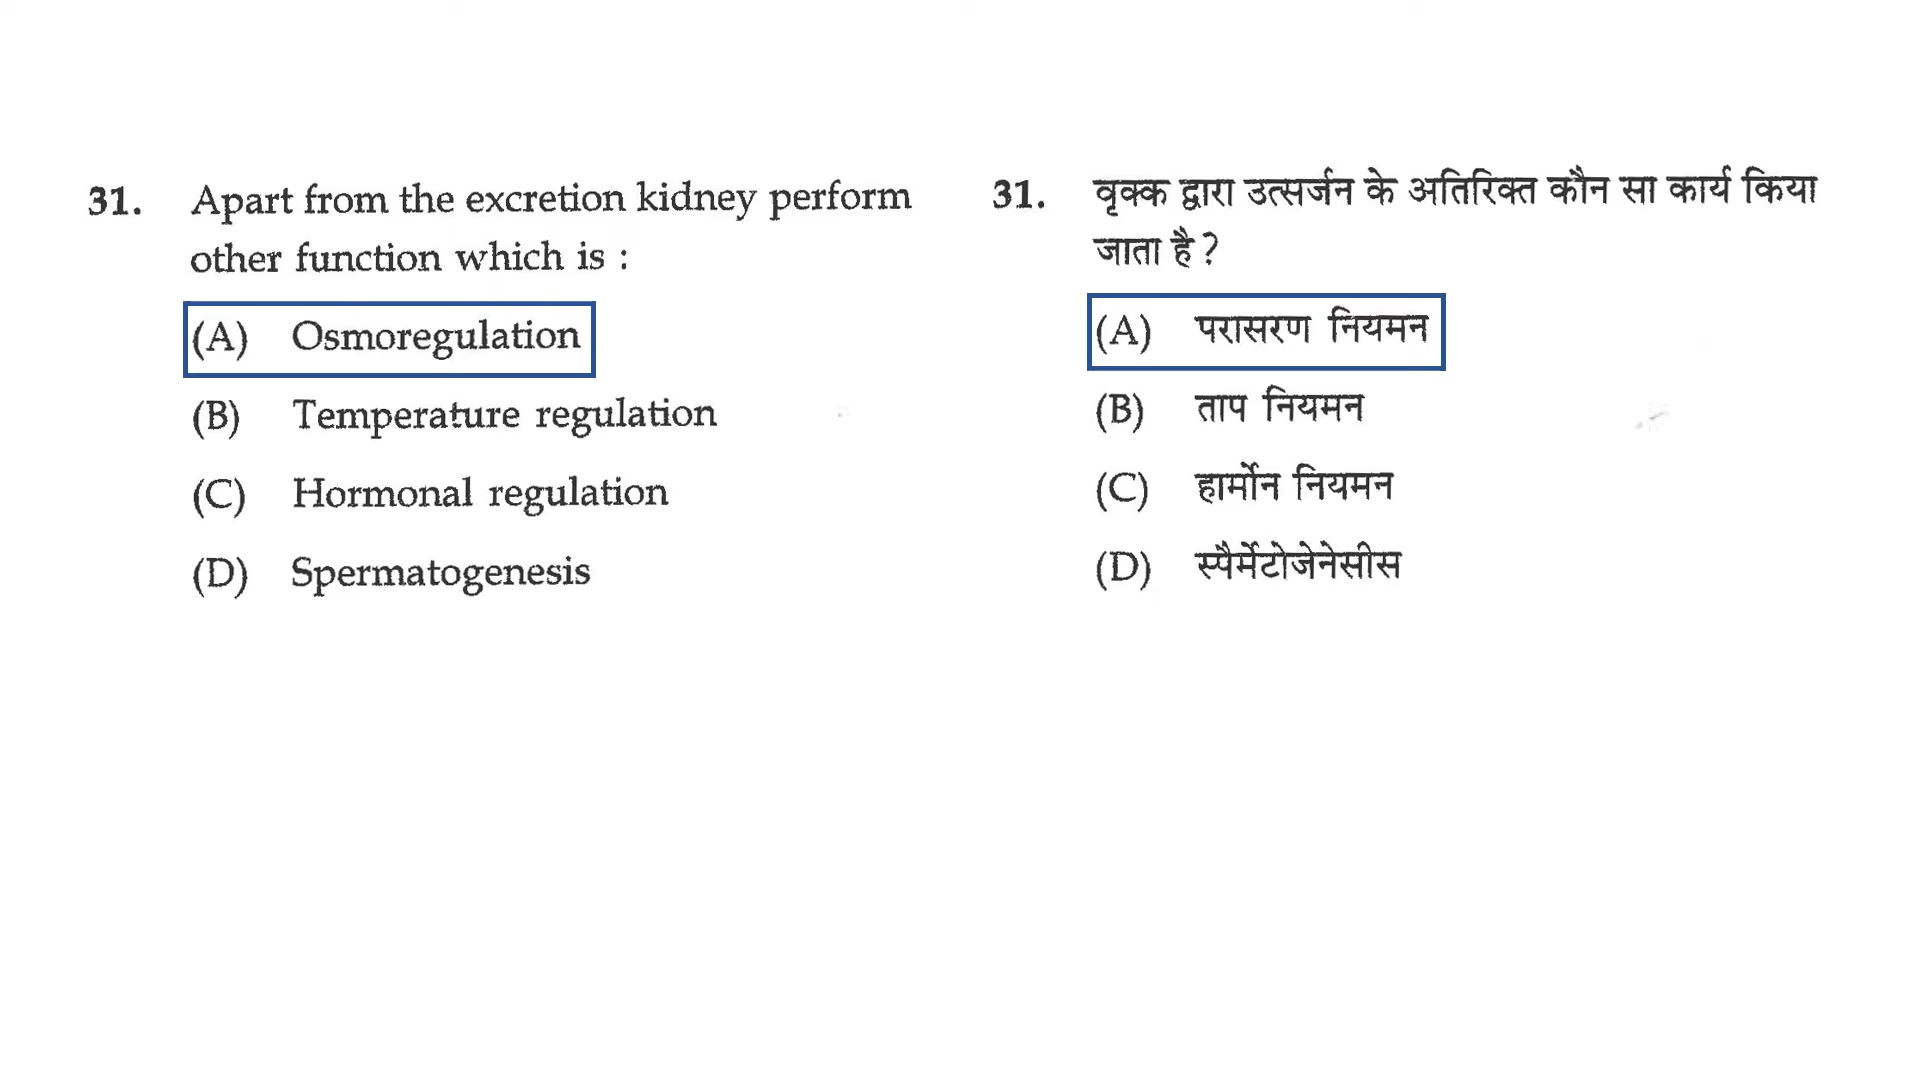 31. Apart from the excretion kidney perform
other function which is :
(A) Osmoregulation
(B) Temperature regulation
(C) Hormonal regulation
(D) Spermatogenesis
31. वृक्क द्वारा उत्सर्जन के अतिरिक्त कौन सा कार्य किया
जाता है ?
(A) परासरण नियमन
(B) ताप नियमन
(C) हार्मोन नियमन
(D) स्पैर्मेटोजेनेसीस